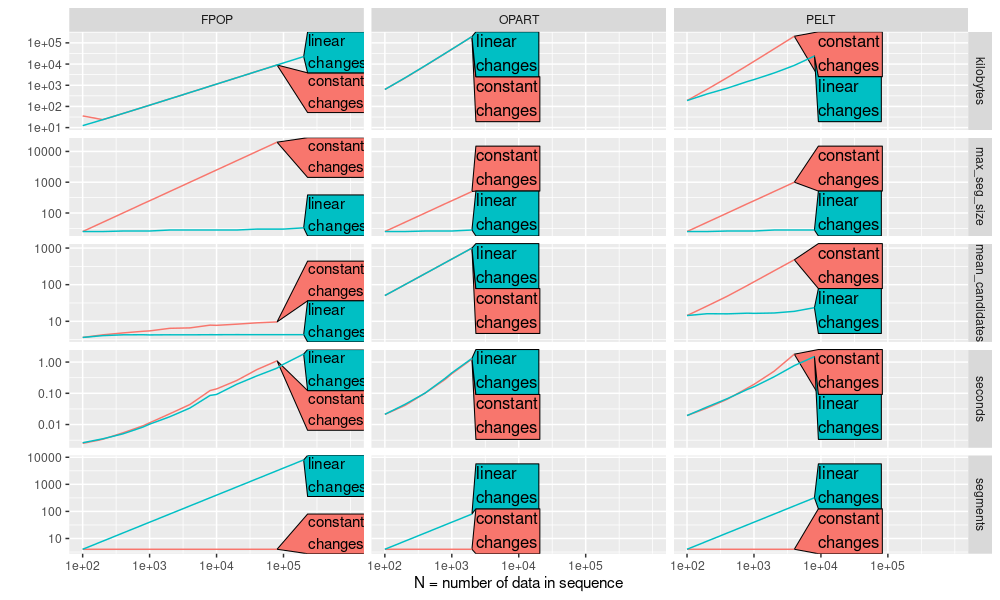 FPOP
OPART
PELT
1e+05
1e+04
1e+03
1e+02
1e+01
linear
changes
constant
changes
linear
changes
constant
changes
constant
changes
linear
changes
kilobytes
10000
1000
100
constant
changes
linear
changes
constant
changes
linear
changes
constant
changes
linear
changes
max_seg_size
1000
100
10
constant
changes
linear
changes
linear
changes
constant
changes
constant
changes
linear
changes
mean_candidates
1.00
0.10
0.01
linear
changes
constant
changes
linear
changes
constant
changes
constant
changes
linear
changes
seconds
10000
1000
100
10
linear
changes
constant
changes
linear
changes
constant
changes
linear
changes
constant
changes
segments
1e+02 1e+03 1e+04 1e+05
1e+02 1e+03 1e+04 1e+05
1e+02 1e+03 1e+04 1e+05
N = number of data in sequence